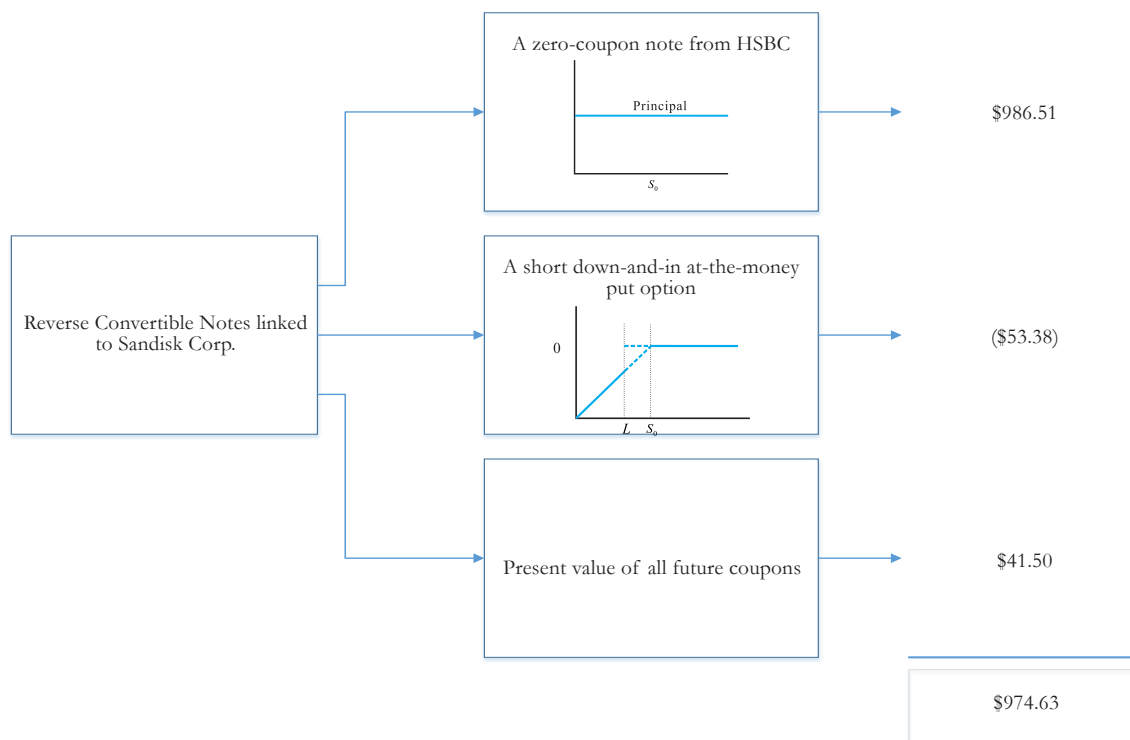 A zero-coupon note from HSBC
Principal
S₀
$986.51
Reverse Convertible Notes linked
to Sandisk Corp.
A short down-and-in at-the-money
put option
0
L S₀
($53.38)
Present value of all future coupons
$41.50
$974.63